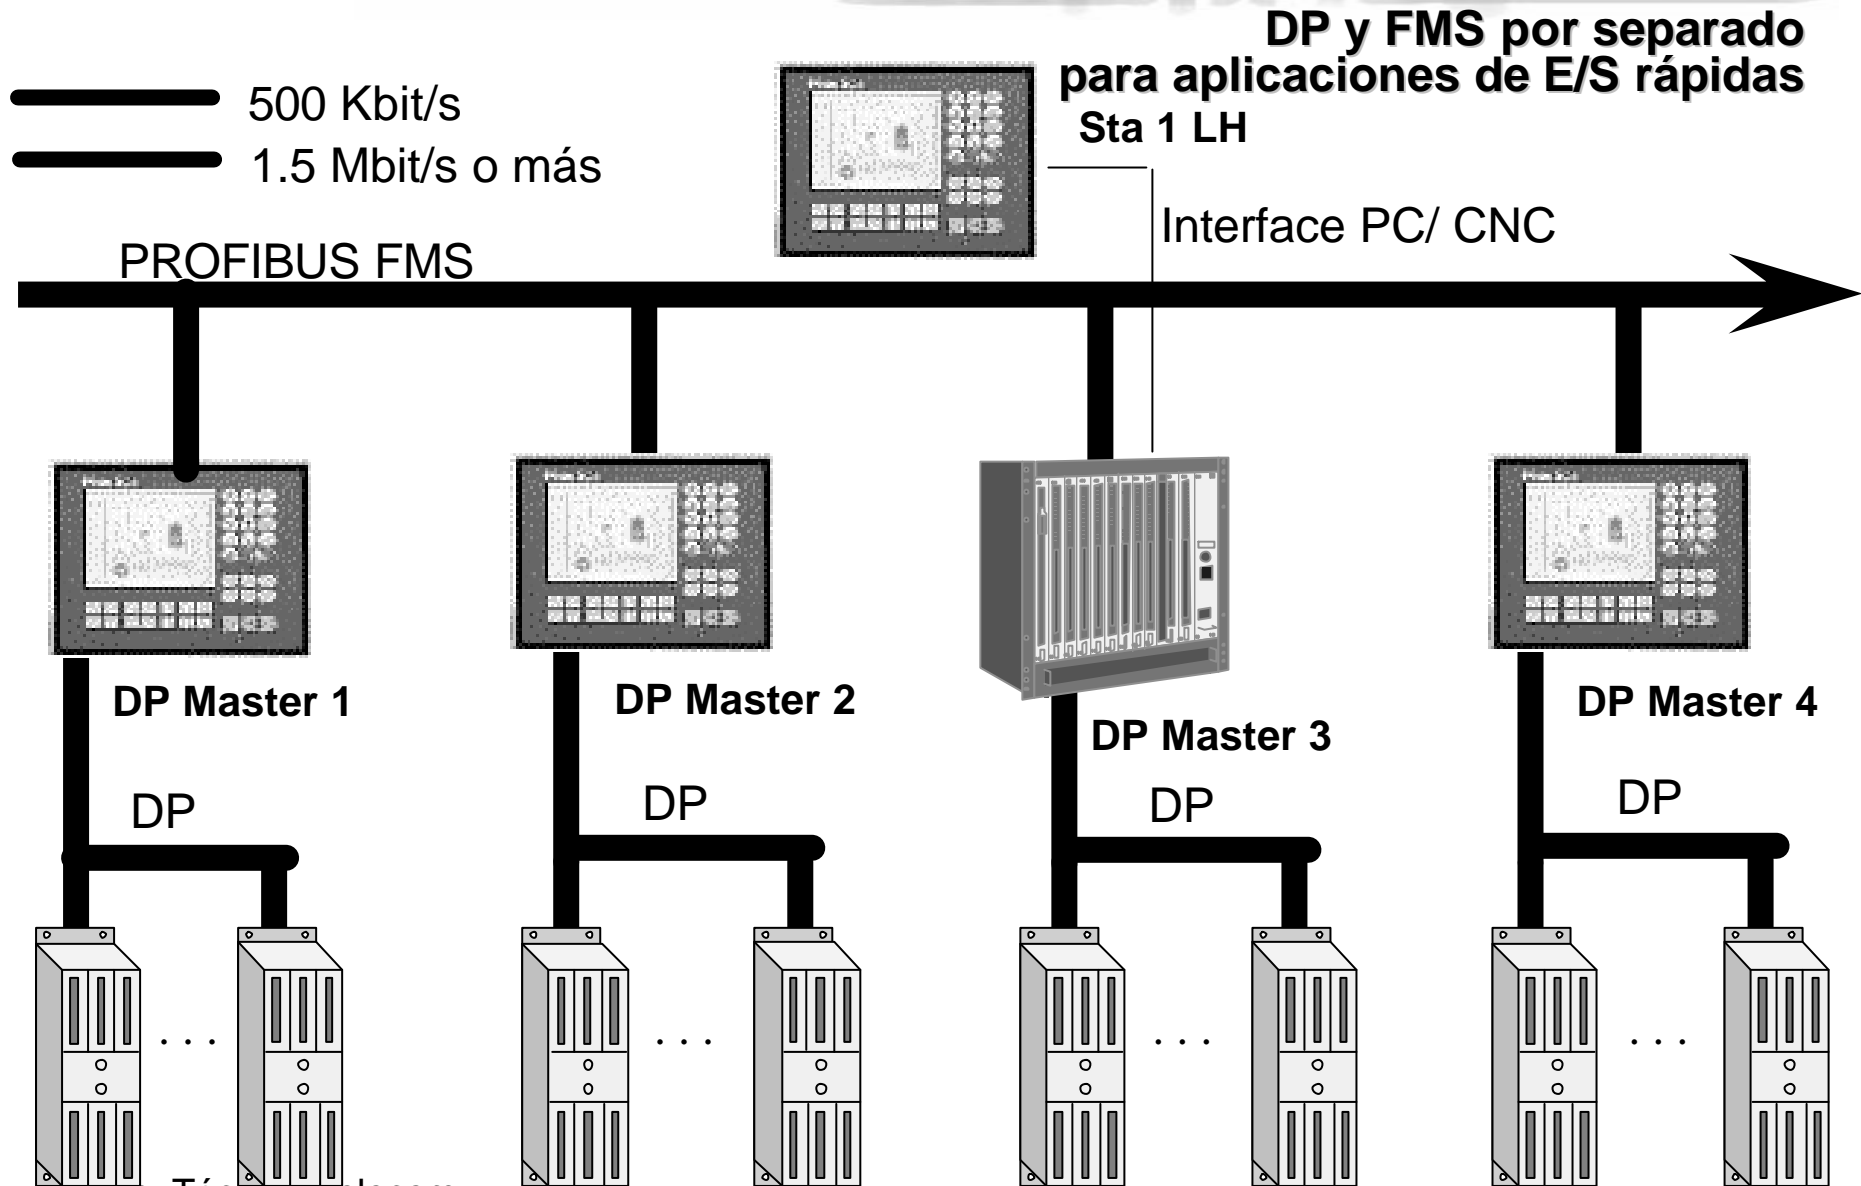 DP y FMS por separado
para aplicaciones de E/S rápidas
500 Kbit/s
1.5 Mbit/s o más
Sta 1 LH
Interface PC/ CNC
PROFIBUS FMS
DP Master 1
DP Master 2
DP Master 3
DP Master 4
DP
DP
DP
DP
. . .
. . .
. . .
. . .